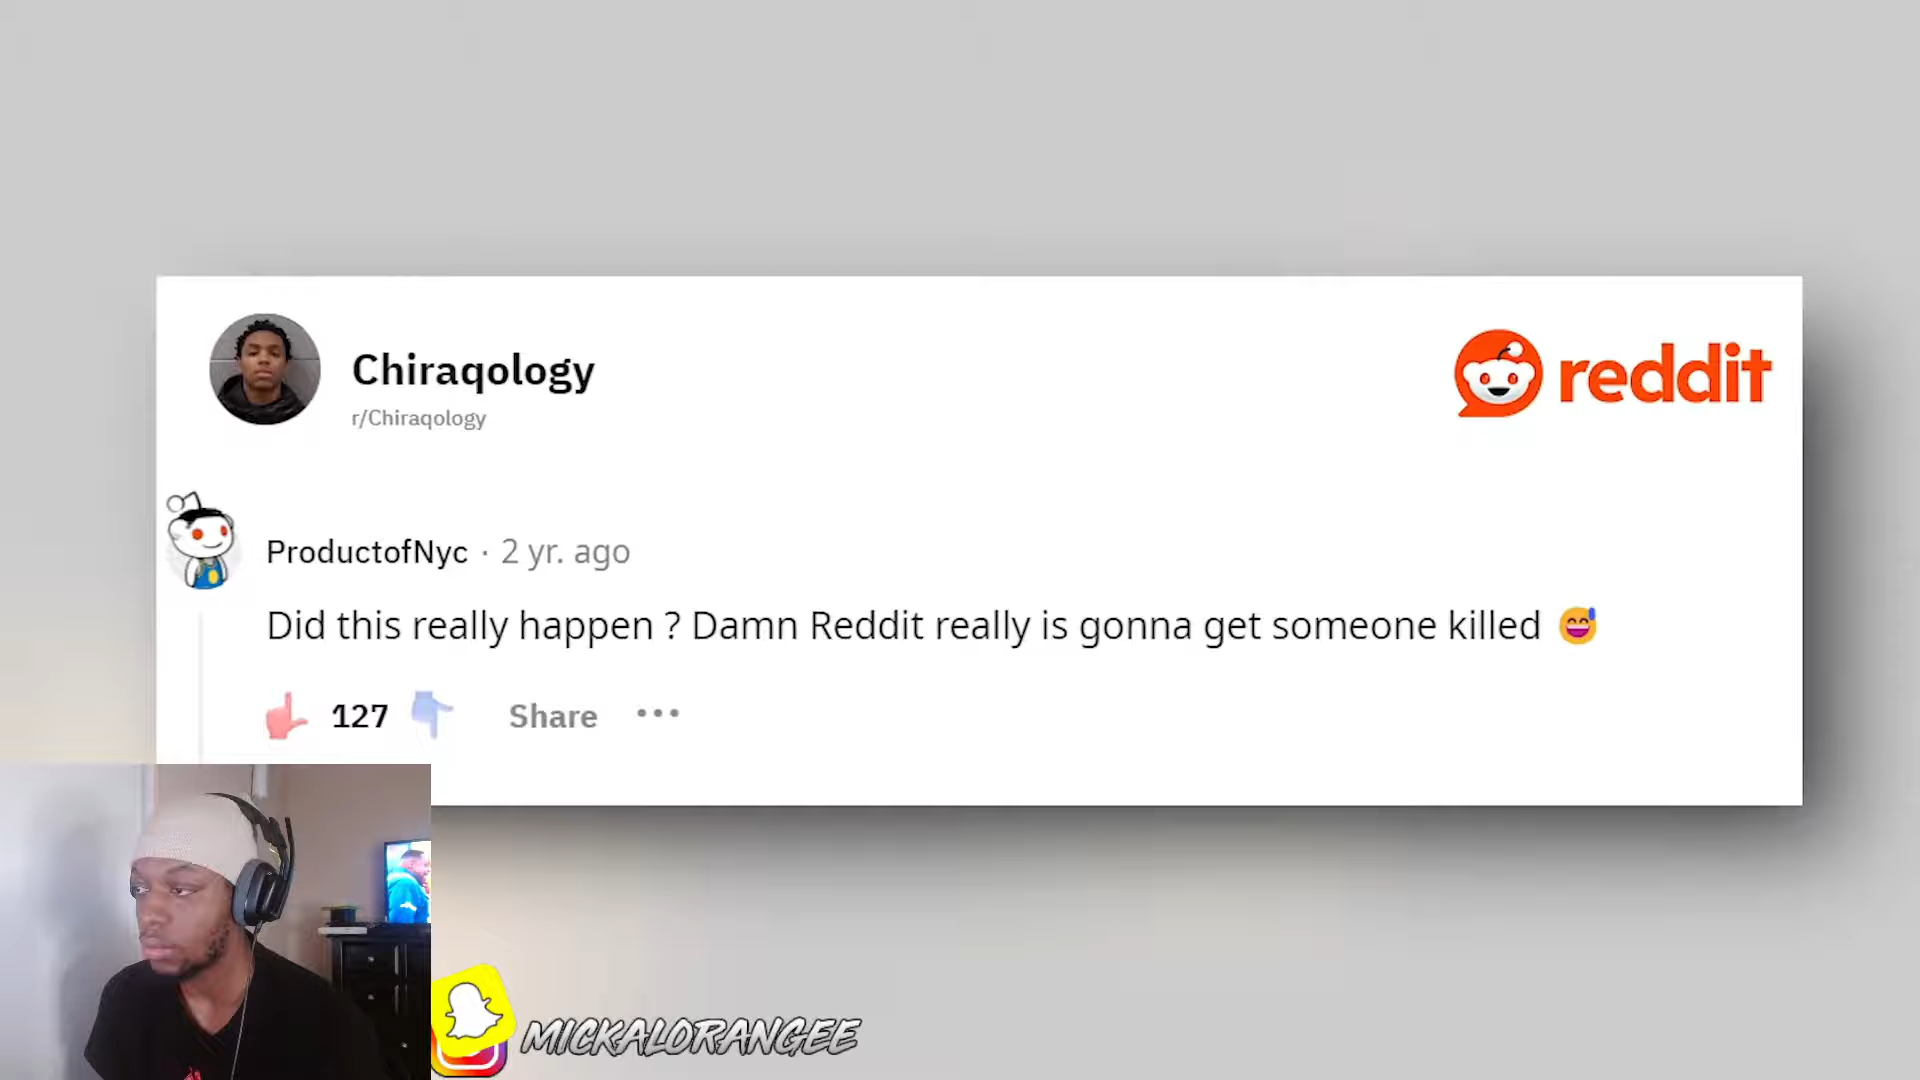 Chiraqology
r/Chiraqology
reddit
ProductofNyc · 2 yr. ago
Did this really happen ? Damn Reddit really is gonna get someone killed 😅
127 Share •••
MICKALORANGEE